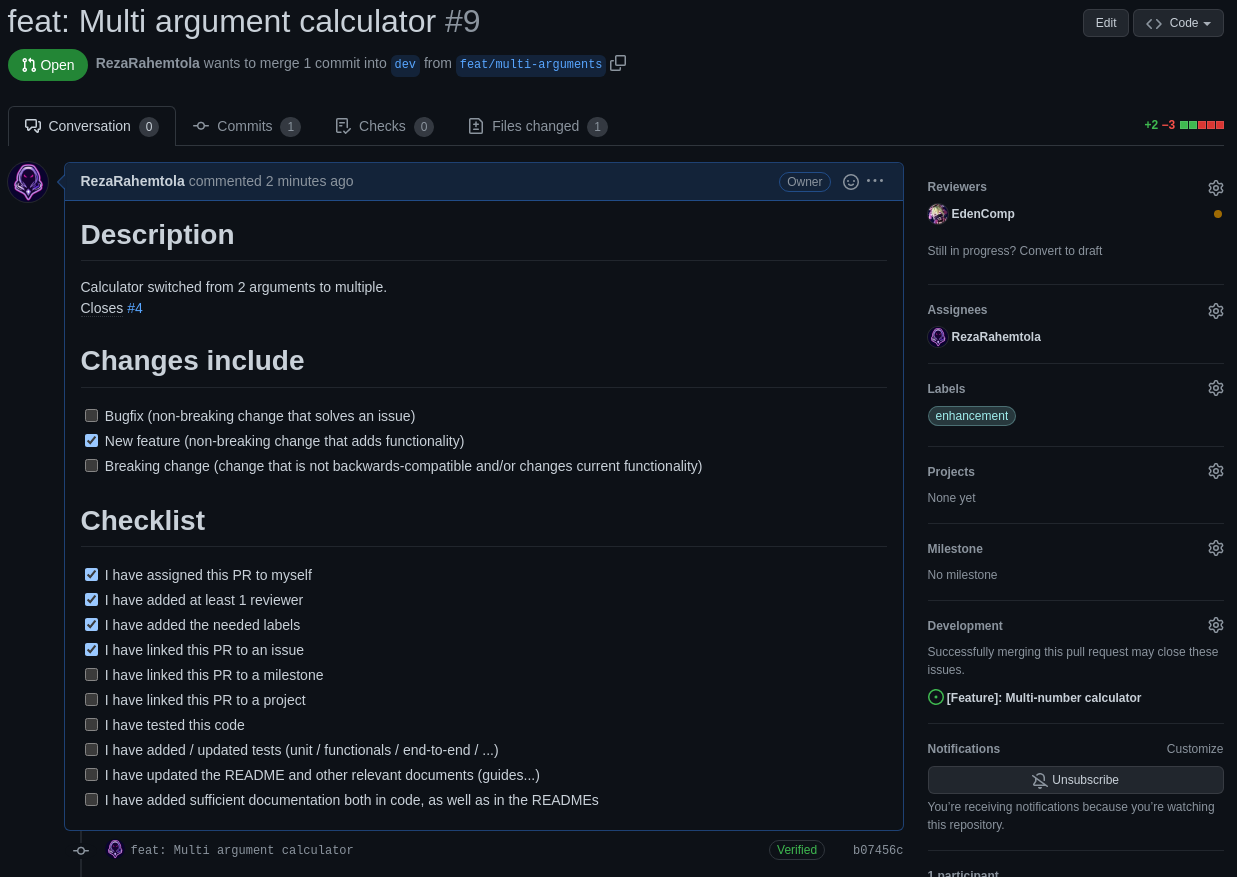 feat: Multi argument calculator #9
Edit
Code
Open
RezaRahemtola wants to merge 1 commit into dev from feat/multi-arguments
Conversation 0
Commits 1
Checks 0
Files changed 1
+2 −3
RezaRahemtola commented 2 minutes ago
Owner
Description
Calculator switched from 2 arguments to multiple.
Closes #4
Changes include
Bugfix (non-breaking change that solves an issue)
New feature (non-breaking change that adds functionality)
Breaking change (change that is not backwards-compatible and/or changes current functionality)
Checklist
I have assigned this PR to myself
I have added at least 1 reviewer
I have added the needed labels
I have linked this PR to an issue
I have linked this PR to a milestone
I have linked this PR to a project
I have tested this code
I have added / updated tests (unit / functionals / end-to-end / ...)
I have updated the README and other relevant documents (guides...)
I have added sufficient documentation both in code, as well as in the READMEs
feat: Multi argument calculator
Verified
b07456c
Reviewers
EdenComp
Still in progress? Convert to draft
Assignees
RezaRahemtola
Labels
enhancement
Projects
None yet
Milestone
No milestone
Development
Successfully merging this pull request may close these
issues.
[Feature]: Multi-number calculator
Notifications
Customize
Unsubscribe
You're receiving notifications because you're watching
this repository.
1 participant